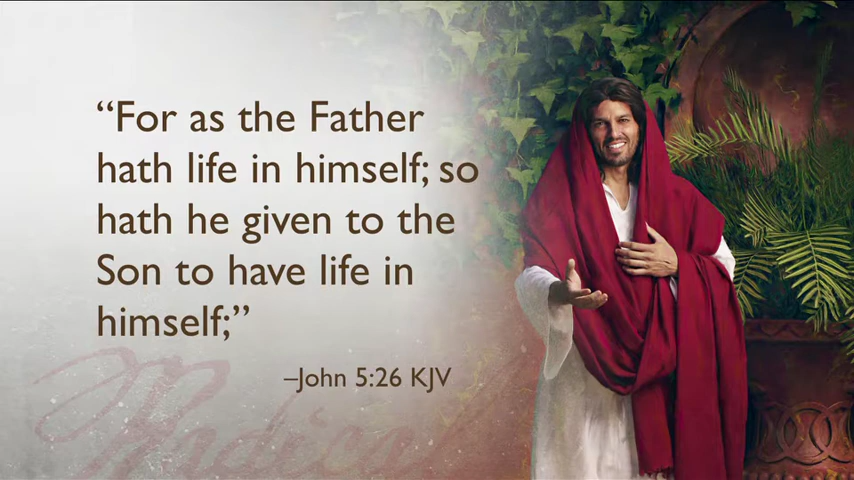 “For as the Father
hath life in himself; so
hath he given to the
Son to have life in
himself;”
–John 5:26 KJV